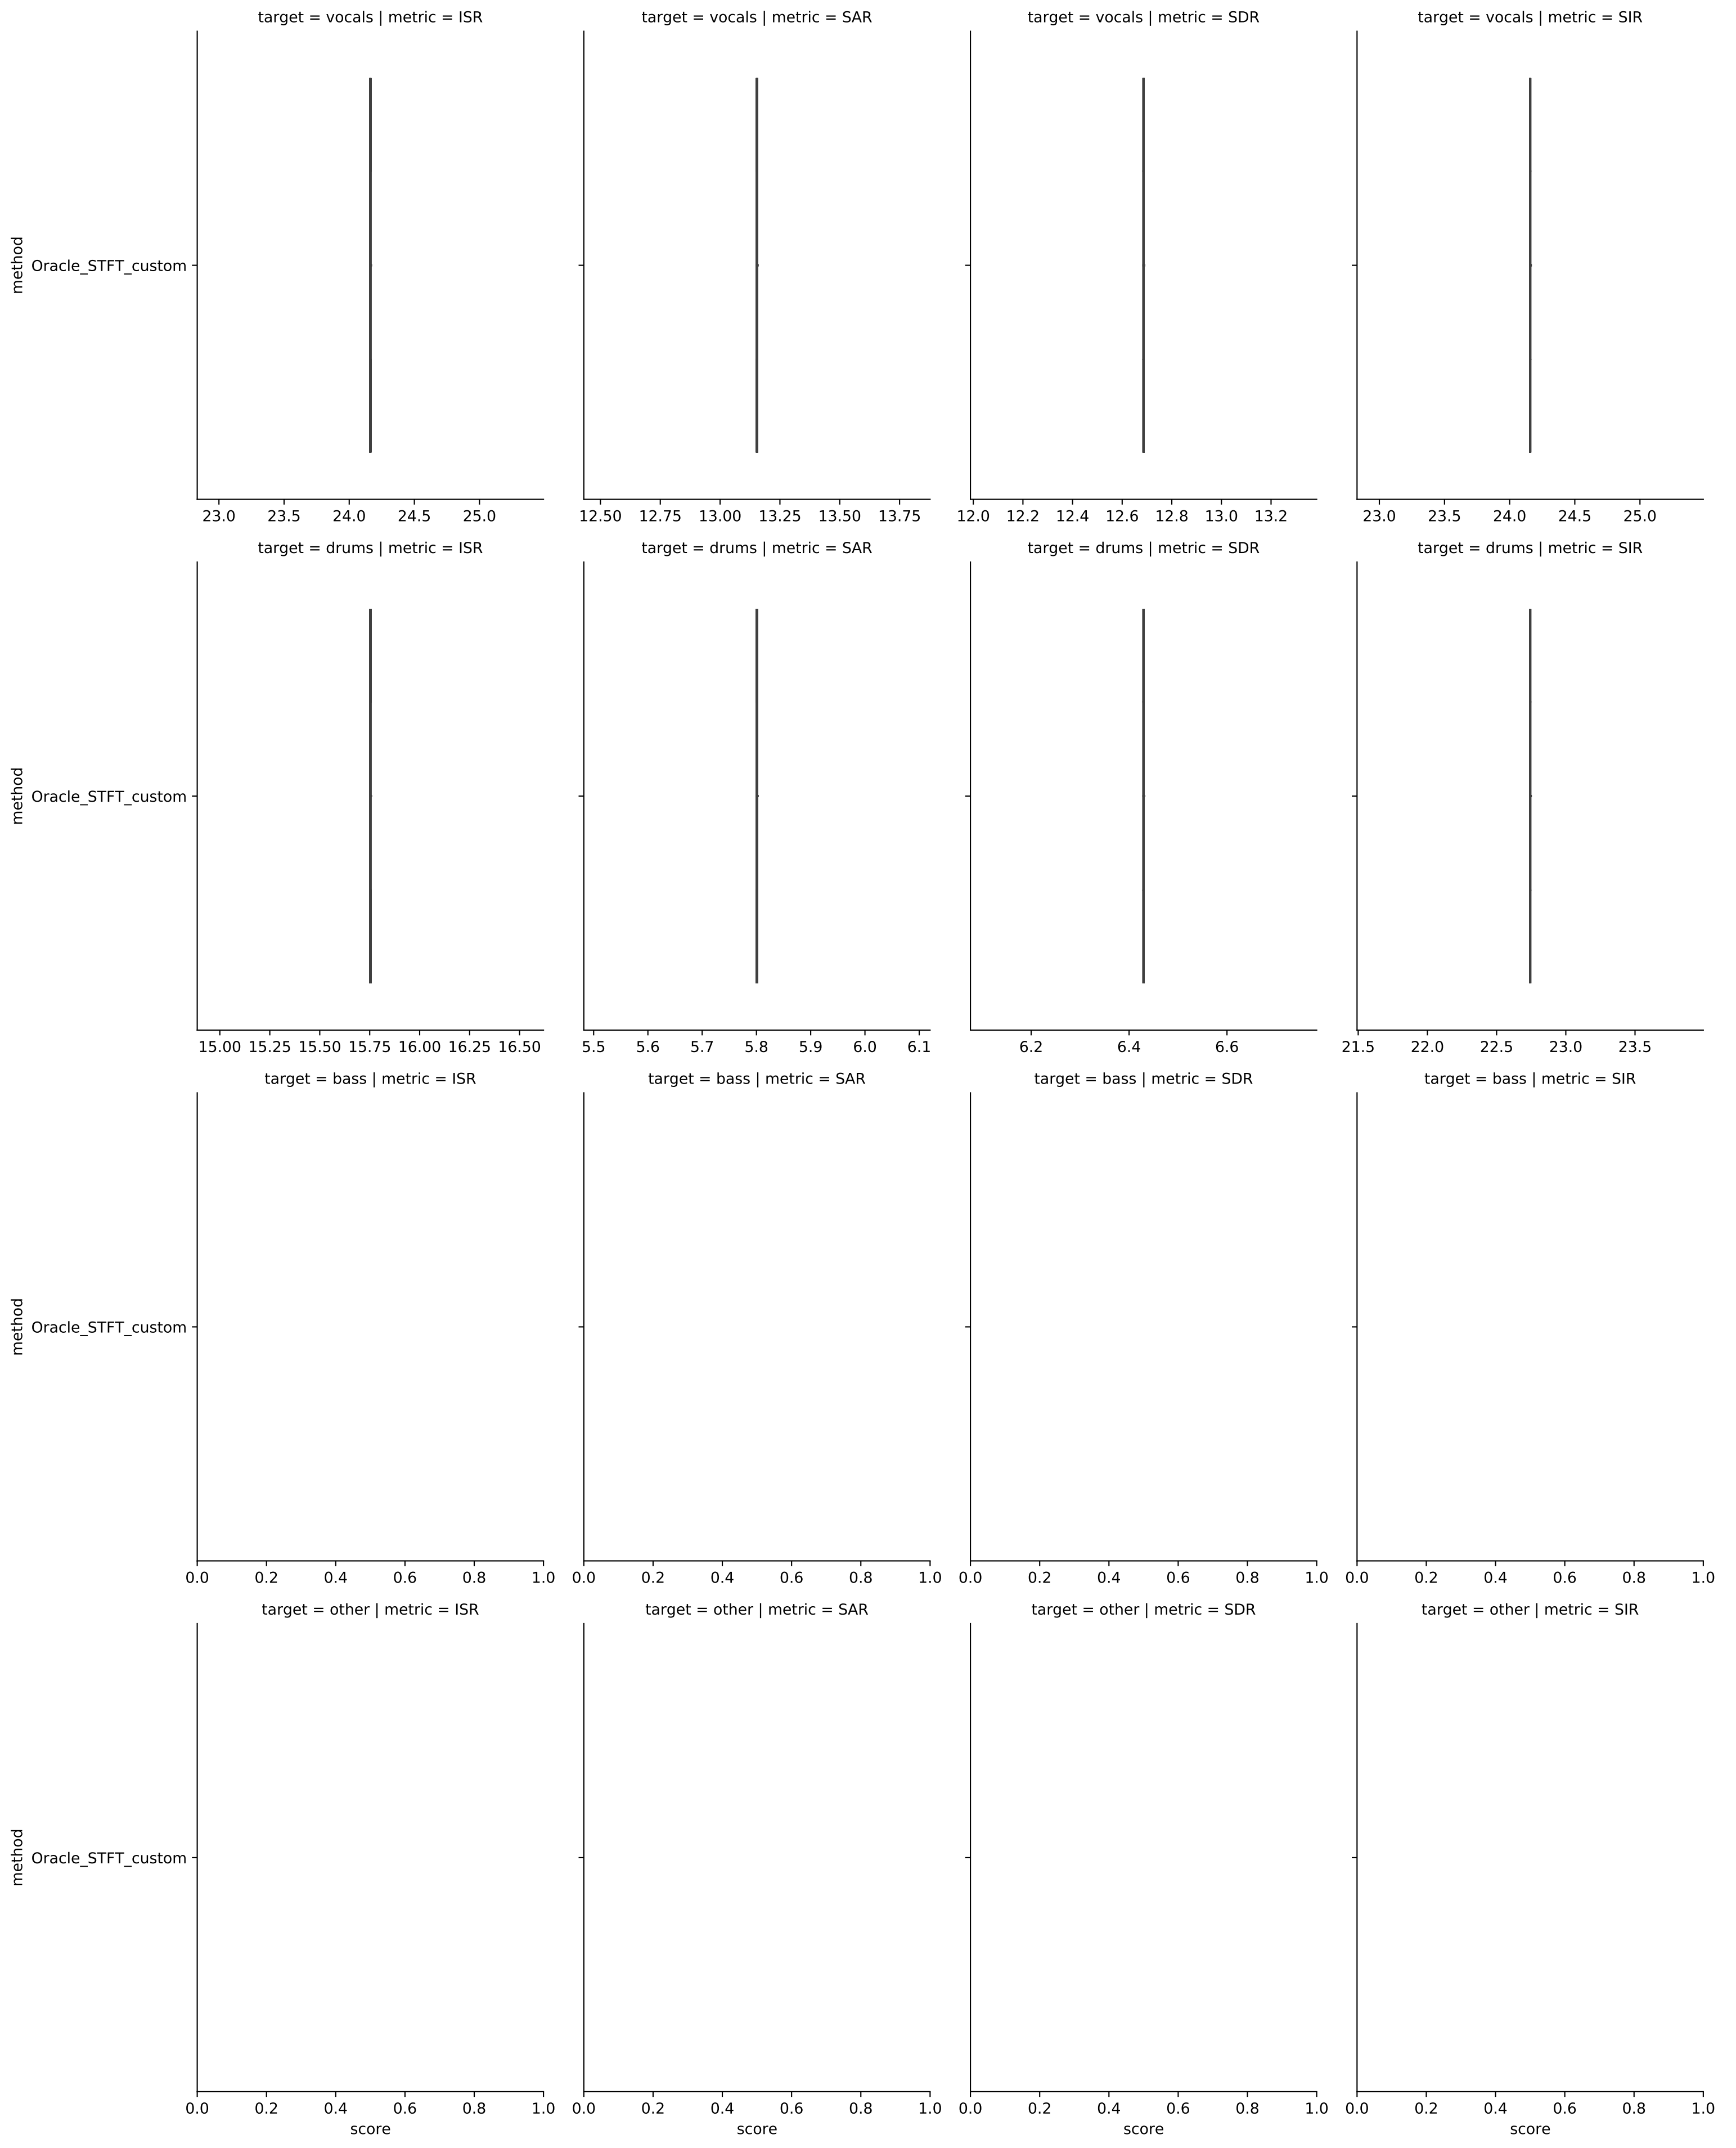 target = vocals | metric = ISR
target = vocals | metric = SAR
target = vocals | metric = SDR
target = vocals | metric = SIR
method
Oracle_STFT_custom
23.0 23.5 24.0 24.5 25.0
12.50 12.75 13.00 13.25 13.50 13.75
12.0 12.2 12.4 12.6 12.8 13.0 13.2
23.0 23.5 24.0 24.5 25.0
target = drums | metric = ISR
target = drums | metric = SAR
target = drums | metric = SDR
target = drums | metric = SIR
method
Oracle_STFT_custom
15.00 15.25 15.50 15.75 16.00 16.25 16.50
5.5 5.6 5.7 5.8 5.9 6.0 6.1
6.2 6.4 6.6
21.5 22.0 22.5 23.0 23.5
target = bass | metric = ISR
target = bass | metric = SAR
target = bass | metric = SDR
target = bass | metric = SIR
method
Oracle_STFT_custom
0.0 0.2 0.4 0.6 0.8 1.0
0.0 0.2 0.4 0.6 0.8 1.0
0.0 0.2 0.4 0.6 0.8 1.0
0.0 0.2 0.4 0.6 0.8 1.0
target = other | metric = ISR
target = other | metric = SAR
target = other | metric = SDR
target = other | metric = SIR
method
Oracle_STFT_custom
0.0 0.2 0.4 0.6 0.8 1.0
0.0 0.2 0.4 0.6 0.8 1.0
0.0 0.2 0.4 0.6 0.8 1.0
0.0 0.2 0.4 0.6 0.8 1.0
score
score
score
score